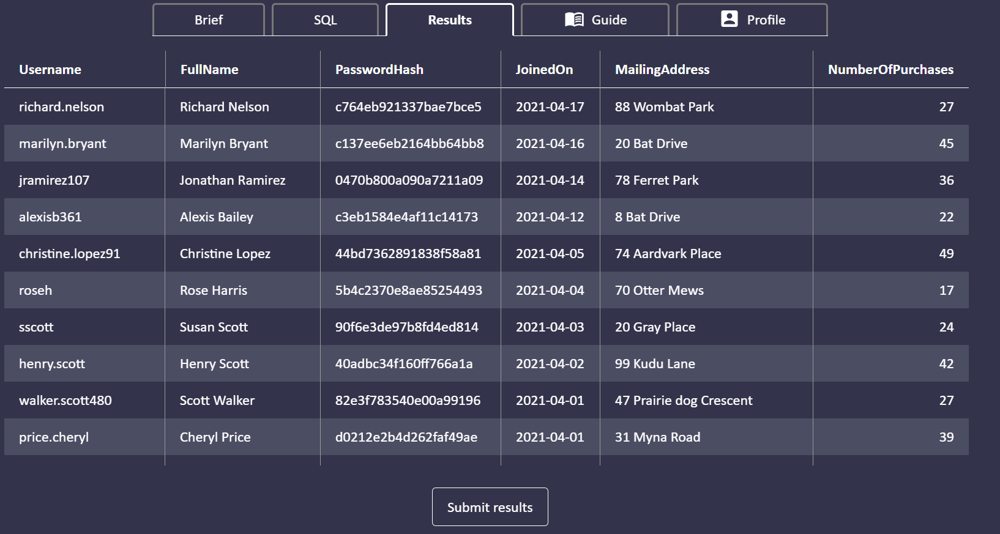 Brief SQL Results Guide Profile
Username FullName PasswordHash JoinedOn MailingAddress NumberOfPurchases
richard.nelson Richard Nelson c764eb921337bae7bce5 2021-04-17 88 Wombat Park 27
marilyn.bryant Marilyn Bryant c137ee6eb2164bb64bb8 2021-04-16 20 Bat Drive 45
jramirez107 Jonathan Ramirez 0470b800a090a7211a09 2021-04-14 78 Ferret Park 36
alexisb361 Alexis Bailey c3eb1584e4af11c14173 2021-04-12 8 Bat Drive 22
christine.lopez91 Christine Lopez 44bd7362891838f58a81 2021-04-05 74 Aardvark Place 49
roseh Rose Harris 5b4c2370e8ae85254493 2021-04-04 70 Otter Mews 17
sscott Susan Scott 90f6e3de97b8fd4ed814 2021-04-03 20 Gray Place 24
henry.scott Henry Scott 40adbc34f160ff766a1a 2021-04-02 99 Kudu Lane 42
walker.scott480 Scott Walker 82e3f783540e00a99196 2021-04-01 47 Prairie dog Crescent 27
price.cheryl Cheryl Price d0212e2b4d262faf49ae 2021-04-01 31 Myna Road 39
Submit results